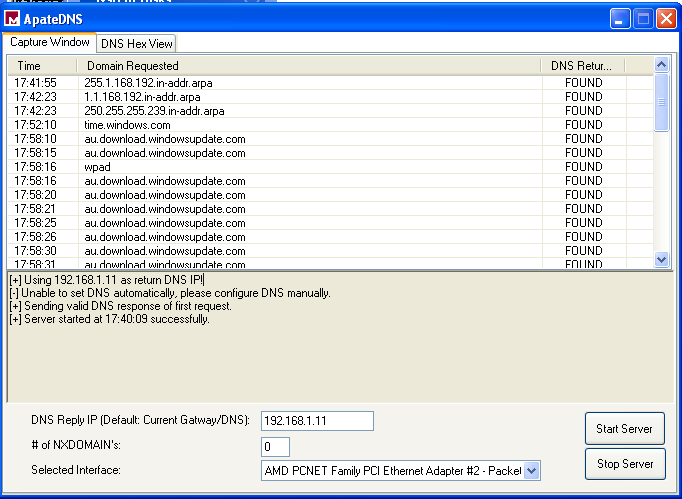 ApateDNS
Capture Window DNS Hex View
Time Domain Requested DNS Retur...
17:41:55 255.1.168.192.in-addr.arpa FOUND
17:42:23 1.1.168.192.in-addr.arpa FOUND
17:42:23 250.255.255.239.in-addr.arpa FOUND
17:52:10 time.windows.com FOUND
17:58:10 au.download.windowsupdate.com FOUND
17:58:15 au.download.windowsupdate.com FOUND
17:58:16 wpad FOUND
17:58:16 au.download.windowsupdate.com FOUND
17:58:20 au.download.windowsupdate.com FOUND
17:58:21 au.download.windowsupdate.com FOUND
17:58:25 au.download.windowsupdate.com FOUND
17:58:26 au.download.windowsupdate.com FOUND
17:58:30 au.download.windowsupdate.com FOUND
17:58:31 au.download.windowsupdate.com FOUND
[+] Using 192.168.1.11 as return DNS IP!
[-] Unable to set DNS automatically, please configure DNS manually.
[+] Sending valid DNS response of first request.
[+] Server started at 17:40:09 successfully.
DNS Reply IP (Default: Current Gatway/DNS): 192.168.1.11
Start Server
# of NXDOMAIN's: 0
Stop Server
Selected Interface: AMD PCNET Family PCI Ethernet Adapter #2 - Packet